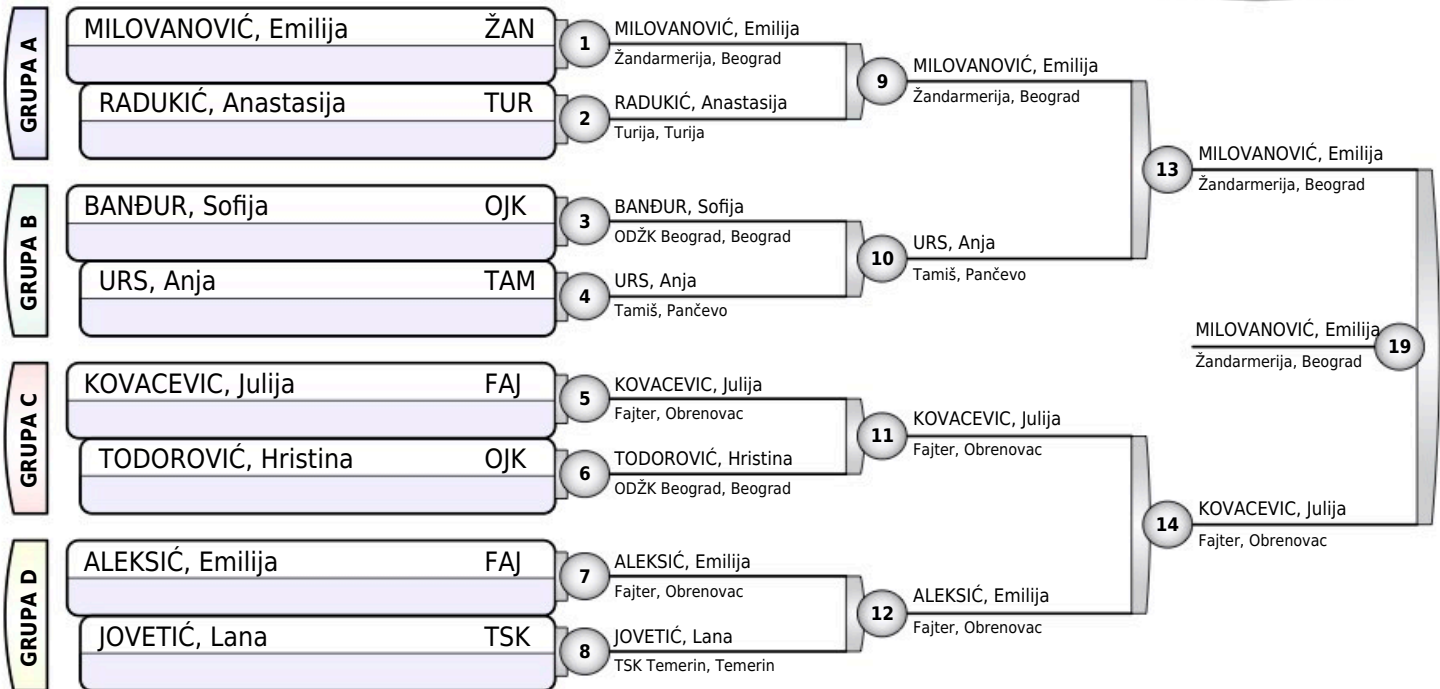 GRUPA A
MILOVANOVIĆ, Emilija ŽAN
RADUKIĆ, Anastasija TUR
GRUPA B
BANĐUR, Sofija OJK
URS, Anja TAM
GRUPA C
KOVACEVIC, Julija FAJ
TODOROVIĆ, Hristina OJK
GRUPA D
ALEKSIĆ, Emilija FAJ
JOVETIĆ, Lana TSK
1
MILOVANOVIĆ, Emilija
Žandarmerija, Beograd
2
RADUKIĆ, Anastasija
Turija, Turija
3
BANĐUR, Sofija
ODŽK Beograd, Beograd
4
URS, Anja
Tamiš, Pančevo
5
KOVACEVIC, Julija
Fajter, Obrenovac
6
TODOROVIĆ, Hristina
ODŽK Beograd, Beograd
7
ALEKSIĆ, Emilija
Fajter, Obrenovac
8
JOVETIĆ, Lana
TSK Temerin, Temerin
9
MILOVANOVIĆ, Emilija
Žandarmerija, Beograd
10
URS, Anja
Tamiš, Pančevo
11
KOVACEVIC, Julija
Fajter, Obrenovac
12
ALEKSIĆ, Emilija
Fajter, Obrenovac
13
MILOVANOVIĆ, Emilija
Žandarmerija, Beograd
14
KOVACEVIC, Julija
Fajter, Obrenovac
MILOVANOVIĆ, Emilija
Žandarmerija, Beograd
19